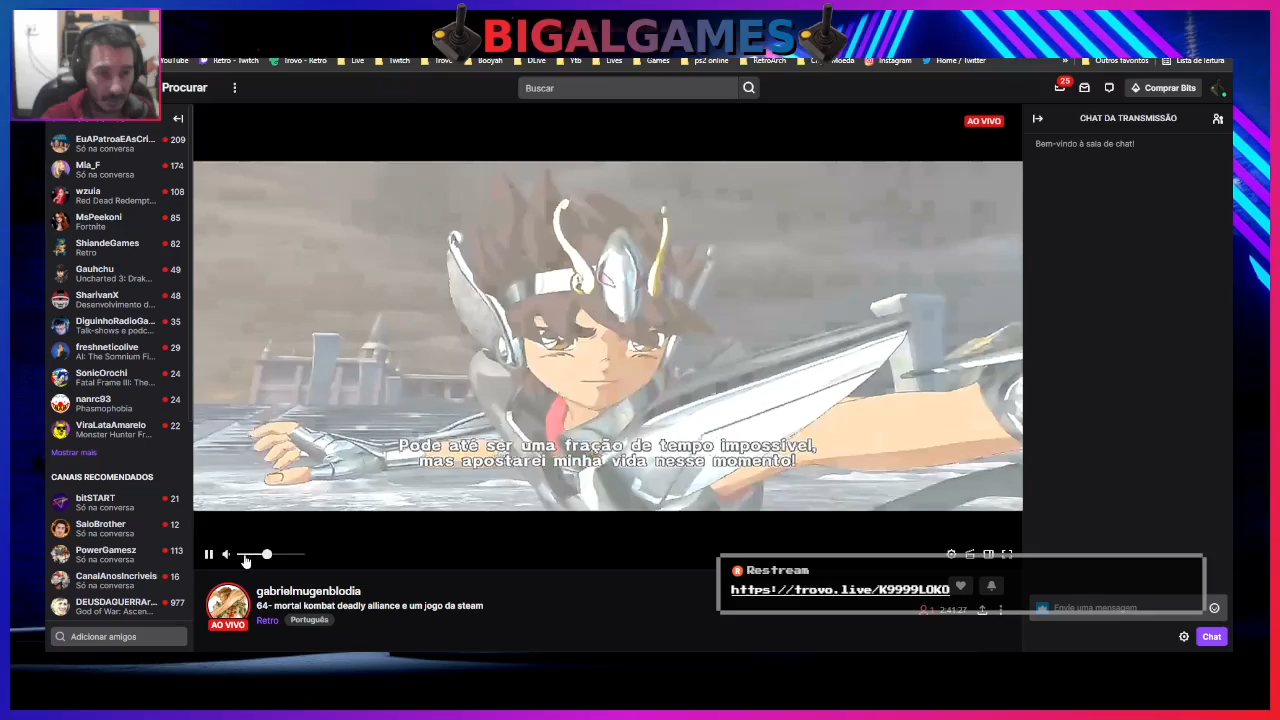 BIGALGAMES
YouTube
Retro - Twitch
Trovo - Retro
Live
Twitch
Trovo
Booyah
DLive
Ytb
Lives
Games
ps2 online
RetroArch
Moeda
Instagram
Home / Twitter
»
Outros favoritos
Lista de leitura
Procurar
Buscar
25
Comprar Bits
AO VIVO
CHAT DA TRANSMISSÃO
Bem-vindo à sala de chat!
EuAPatroaEAsCri...
209
Só na conversa
Mia_F
174
Só na conversa
wzuia
108
Red Dead Redempt...
MsPeekoni
85
Fortnite
ShiandeGames
82
Retro
Gauhchu
49
Uncharted 3: Drak...
SharivanX
48
Desenvolvimento d...
DiguinhoRadioGa...
35
Talk-shows e podc...
freshneticolive
29
AI: The Somnium Fi...
SonicOrochi
24
Fatal Frame III: The...
nanrc93
24
Phasmophobia
ViraLataAmarelo
22
Monster Hunter Fr...
Mostrar mais
CANAIS RECOMENDADOS
bitSTART
21
Só na conversa
SaloBrother
12
Só na conversa
PowerGamesz
113
Só na conversa
CanalAnosIncriveis
16
Só na conversa
DEUSDAGUERRAr...
977
God of War: Ascen...
Adicionar amigos
Pode até ser uma fração de tempo impossível,
mas apostarei minha vida nesse momento!
gabrielmugenblodia
64- mortal kombat deadly alliance e um jogo da steam
AO VIVO
Retro
Português
Restream
https://trovo.live/K9999LOKO
1
2:41:27
Envie uma mensagem
Chat